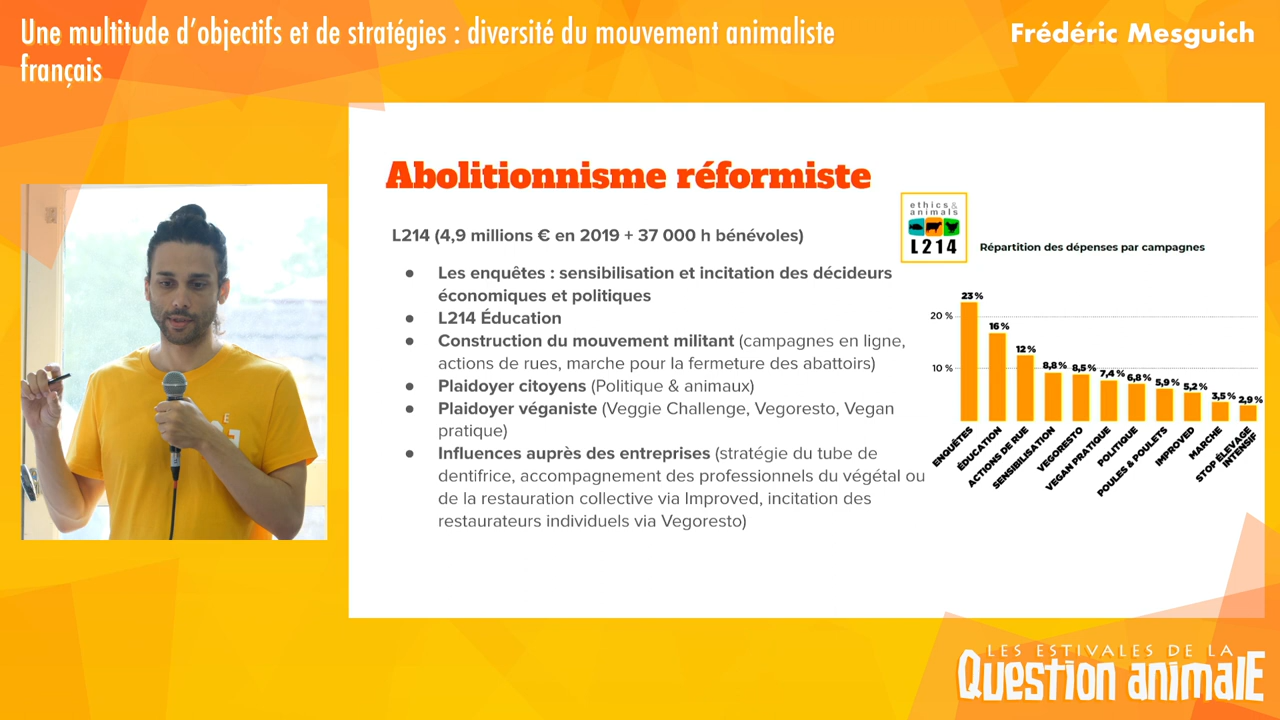 Une multitude d'objectifs et de stratégies : diversité du mouvement animaliste
français
Frédéric Mesguich
Abolitionnisme réformiste
L214 (4,9 millions € en 2019 + 37 000 h bénévoles)
● Les enquêtes : sensibilisation et incitation des décideurs
économiques et politiques
● L214 Éducation
● Construction du mouvement militant (campagnes en ligne,
actions de rues, marche pour la fermeture des abattoirs)
● Plaidoyer citoyens (Politique & animaux)
● Plaidoyer véganiste (Veggie Challenge, Vegoresto, Vegan
pratique)
● Influences auprès des entreprises (stratégie du tube de
dentifrice, accompagnement des professionnels du végétal ou
de la restauration collective via Improved, incitation des
restaurateurs individuels via Vegoresto)
ethics &
animals
L214
Répartition des dépenses par campagnes
20 %
10 %
23 %
16 %
12 %
8,8 %
8,5 %
7,4 %
6,8 %
5,9 %
5,2 %
3,5 %
2,9 %
ENQUÊTES
ÉDUCATION
ACTIONS DE RUE
SENSIBILISATION
VEGORESTO
VEGAN PRATIQUE
POLITIQUE
POULES & POULETS
IMPROVED
MARCHE
STOP ÉLEVAGE
INTENSIF
LES ESTIVALES DE LA
QUESTION ANIMALE